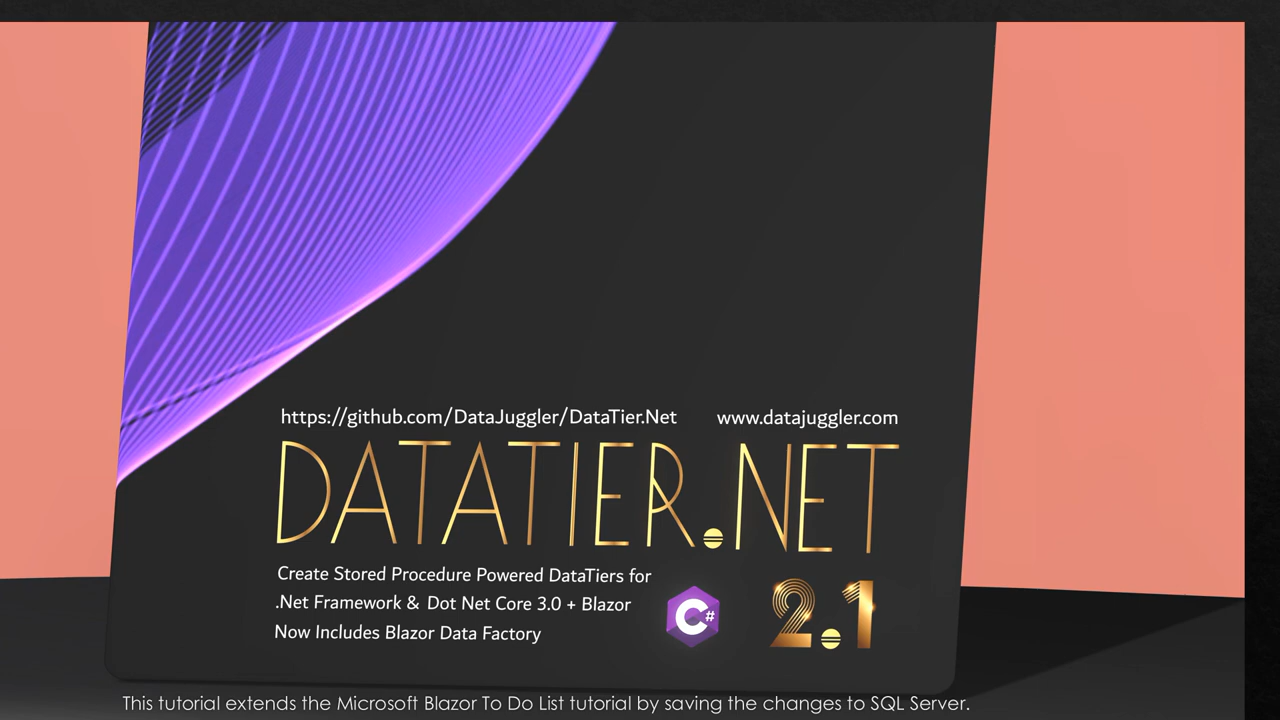 https://github.com/DataJuggler/DataTier.Net www.datajuggler.com
DATATIER.NET
Create Stored Procedure Powered DataTiers for
.Net Framework & Dot Net Core 3.0 + Blazor
Now Includes Blazor Data Factory
C# 2.1
This tutorial extends the Microsoft Blazor To Do List tutorial by saving the changes to SQL Server.